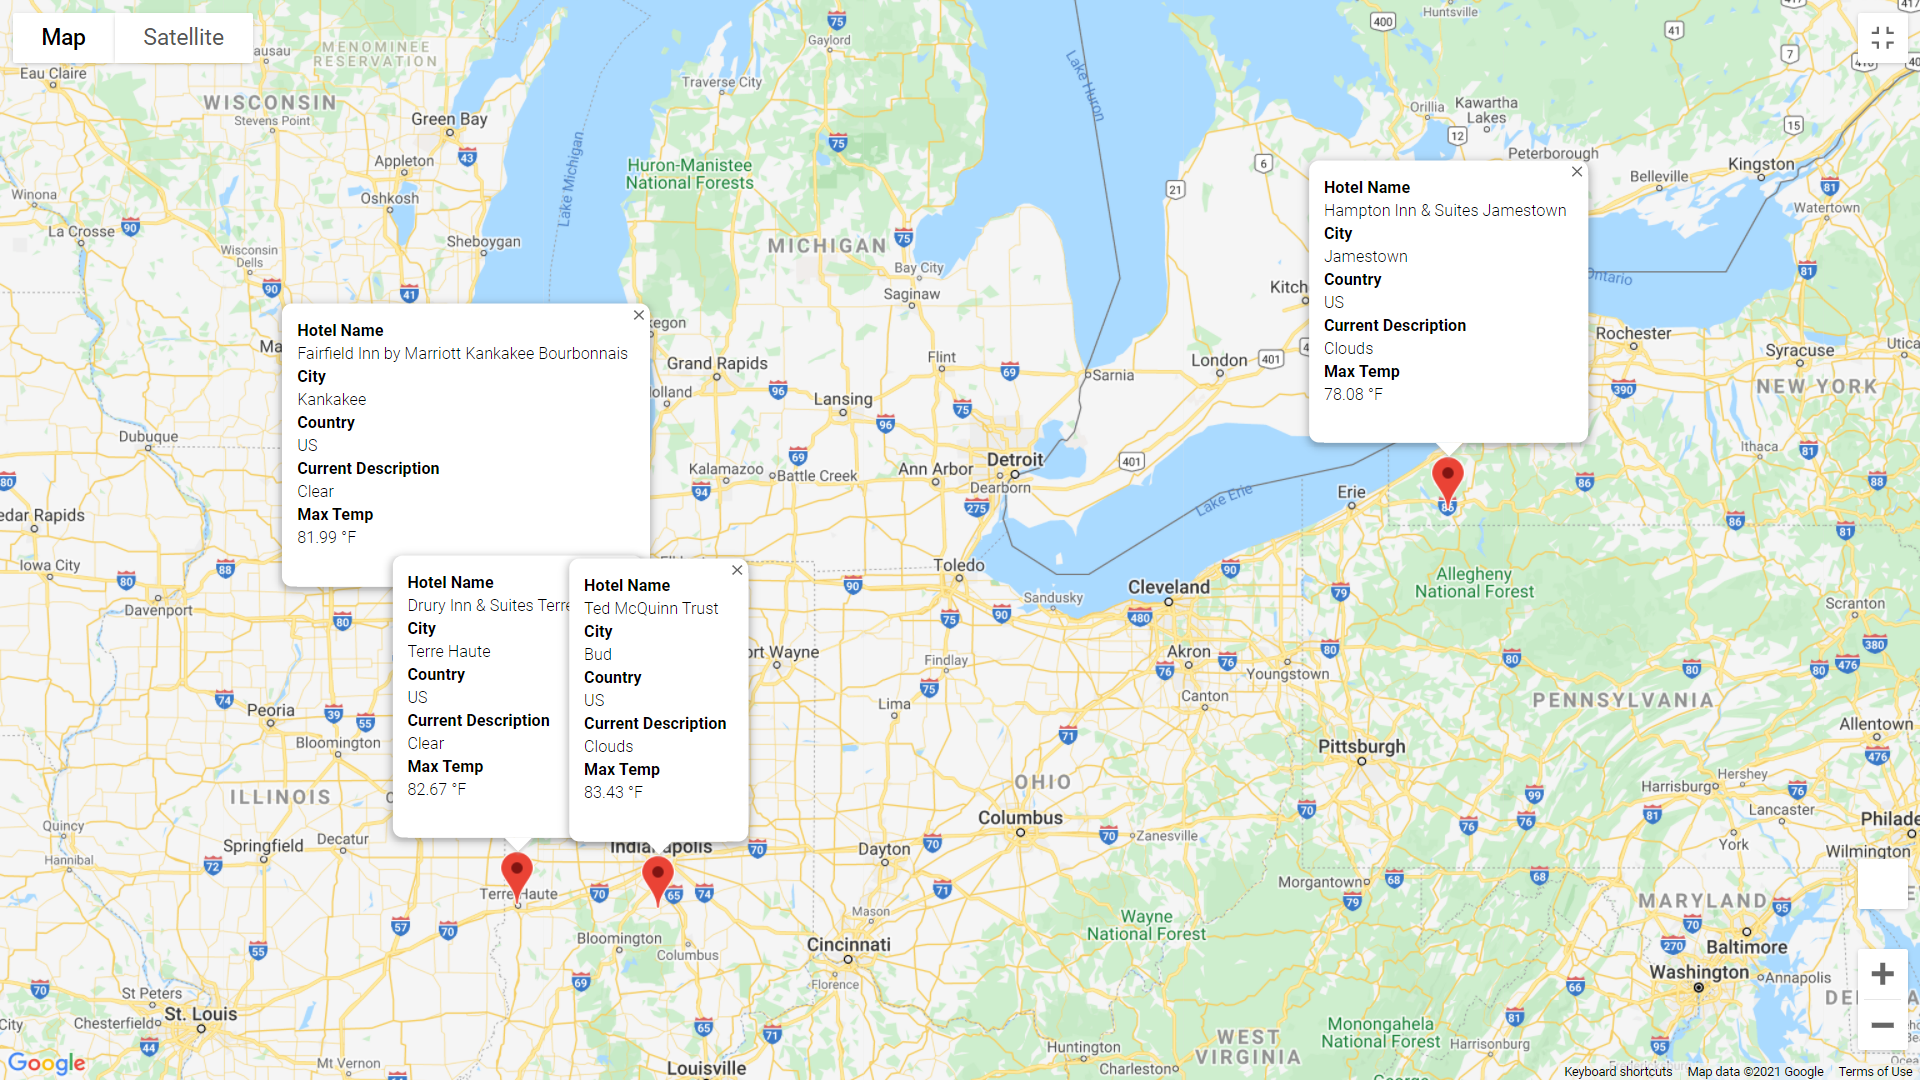 Map
Satellite
Hotel Name
Fairfield Inn by Marriott Kankakee Bourbonnais
City
Kankakee
Country
US
Current Description
Clear
Max Temp
81.99 °F
Hotel Name
Drury Inn & Suites Terre
City
Terre Haute
Country
US
Current Description
Clear
Max Temp
82.67 °F
Hotel Name
Ted McQuinn Trust
City
Bud
Country
US
Current Description
Clouds
Max Temp
83.43 °F
Hotel Name
Hampton Inn & Suites Jamestown
City
Jamestown
Country
US
Current Description
Clouds
Max Temp
78.08 °F
Eau Claire
MENOMINEE
RESERVATION
WISCONSIN
Stevens Point
Green Bay
Appleton
Oshkosh
Winona
La Crosse
Wisconsin
Dells
Sheboygan
Lake Michigan
Gaylord
Traverse City
Huron-Manistee
National Forests
MICHIGAN
Bay City
Saginaw
Lake Huron
Huntsville
Orillia
Kawartha
Lakes
Peterborough
Belleville
Kingston
Watertown
Ontario
Rochester
Syracuse
Utica
NEW YORK
Ithaca
Grand Rapids
Flint
Lansing
Sarnia
London
Kalamazoo
Battle Creek
Ann Arbor
Detroit
Dearborn
Lake Erie
Erie
Dubuque
Iowa City
Davenport
Toledo
Sandusky
Cleveland
Akron
Canton
Youngstown
Allegheny
National Forest
Scranton
PENNSYLVANIA
Allentown
Findlay
Lima
Peoria
Bloomington
ILLINOIS
Pittsburgh
Hershey
Harrisburg
Lancaster
York
Wilmington
OHIO
Columbus
Zanesville
Quincy
Hannibal
Springfield
Decatur
Indianapolis
Dayton
Terre Haute
Morgantown
MARYLAND
Baltimore
Washington
Annapolis
Mason
Wayne
National Forest
Bloomington
Columbus
Cincinnati
Florence
St Peters
Chesterfield
St. Louis
Mt Vernon
Louisville
Huntington
Charleston
WEST
VIRGINIA
Monongahela
National Forest
Harrisonburg
Google
Keyboard shortcuts
Map data ©2021 Google
Terms of Use